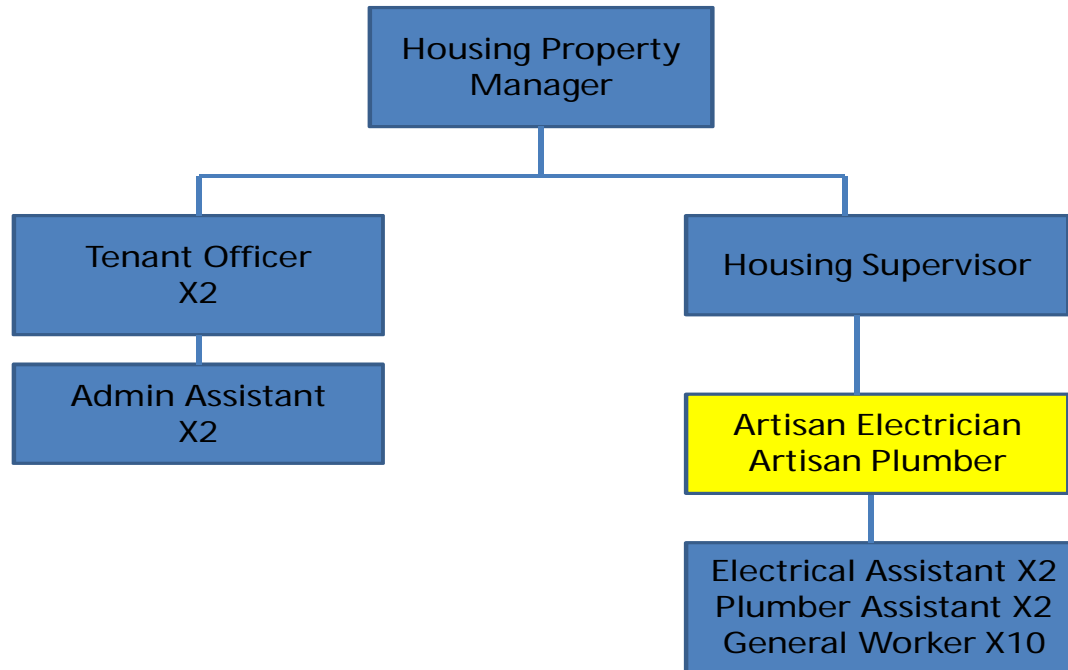 Housing Property
Manager
Tenant Officer
X2
Housing Supervisor
Admin Assistant
X2
Artisan Electrician
Artisan Plumber
Electrical Assistant X2
Plumber Assistant X2
General Worker X10